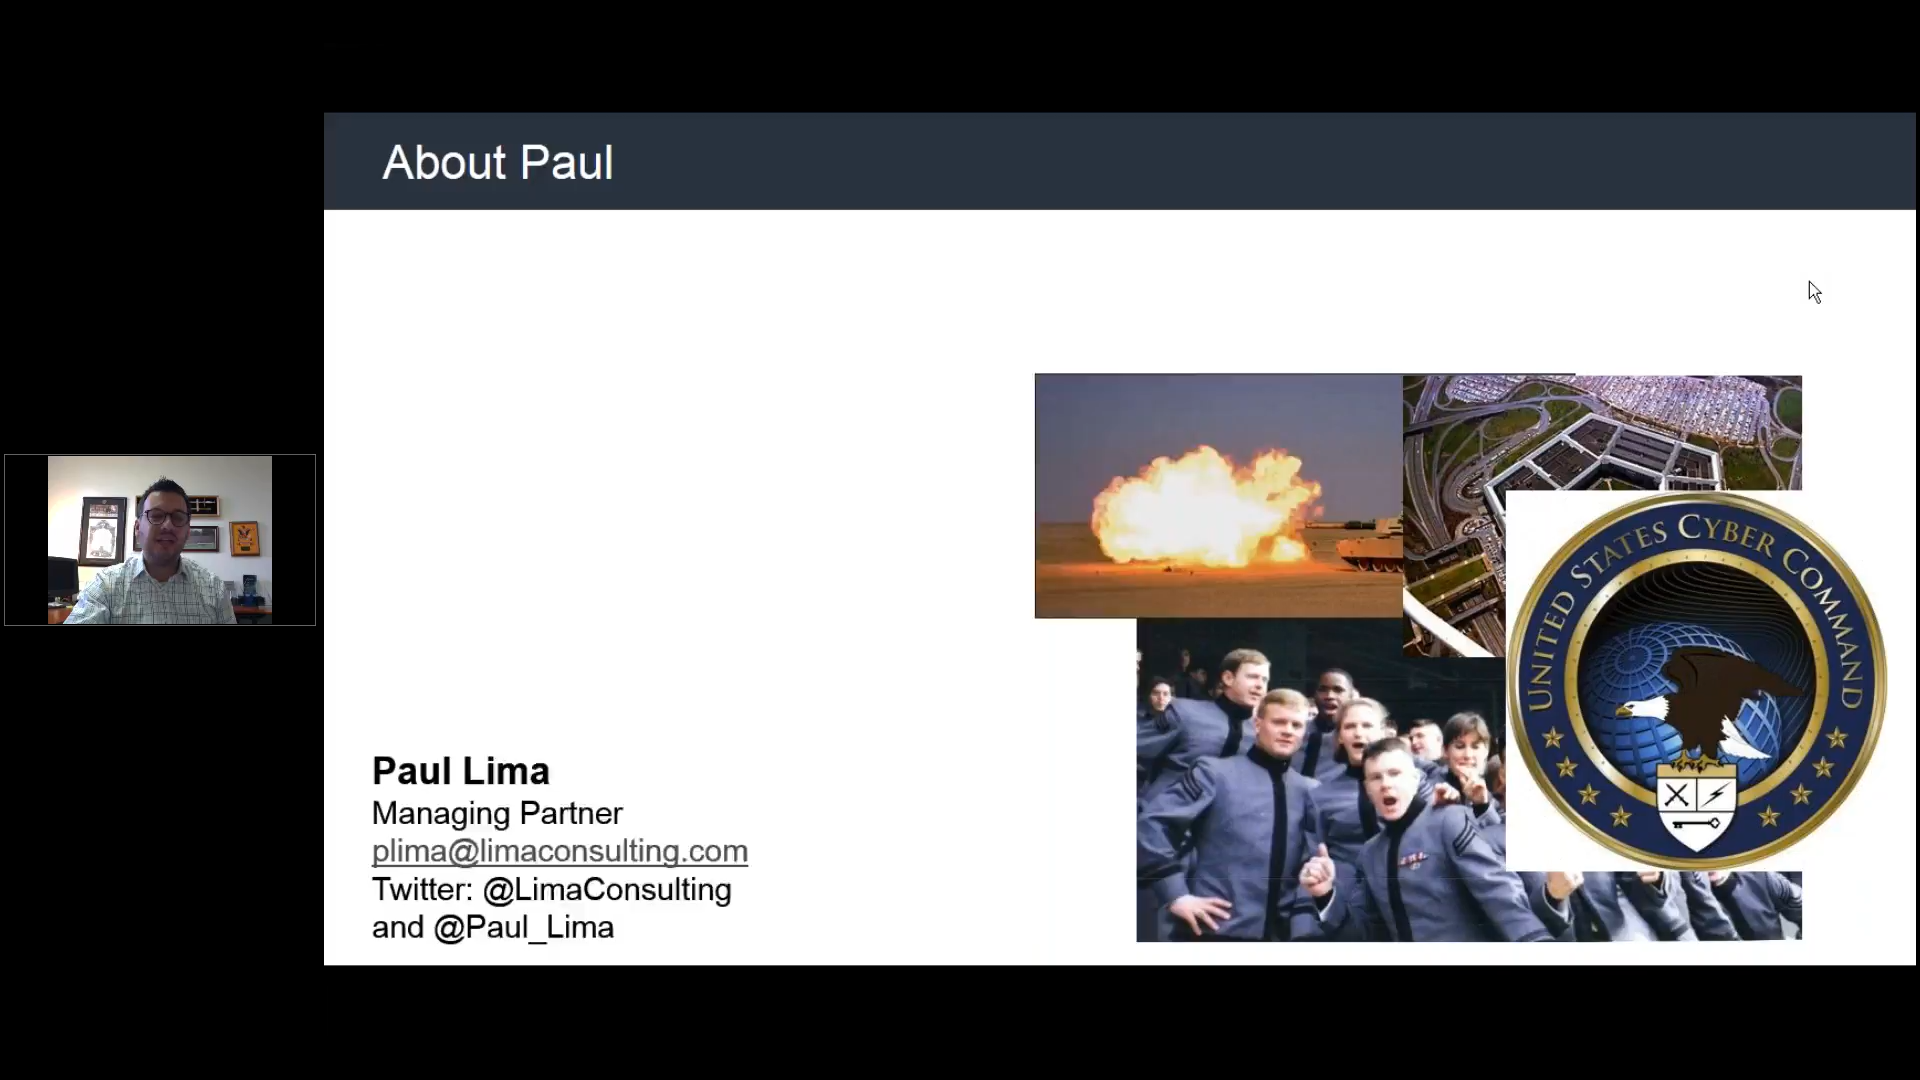 About Paul
UNITED STATES CYBER COMMAND
Paul Lima
Managing Partner
plima@limaconsulting.com
Twitter: @LimaConsulting
and @Paul_Lima